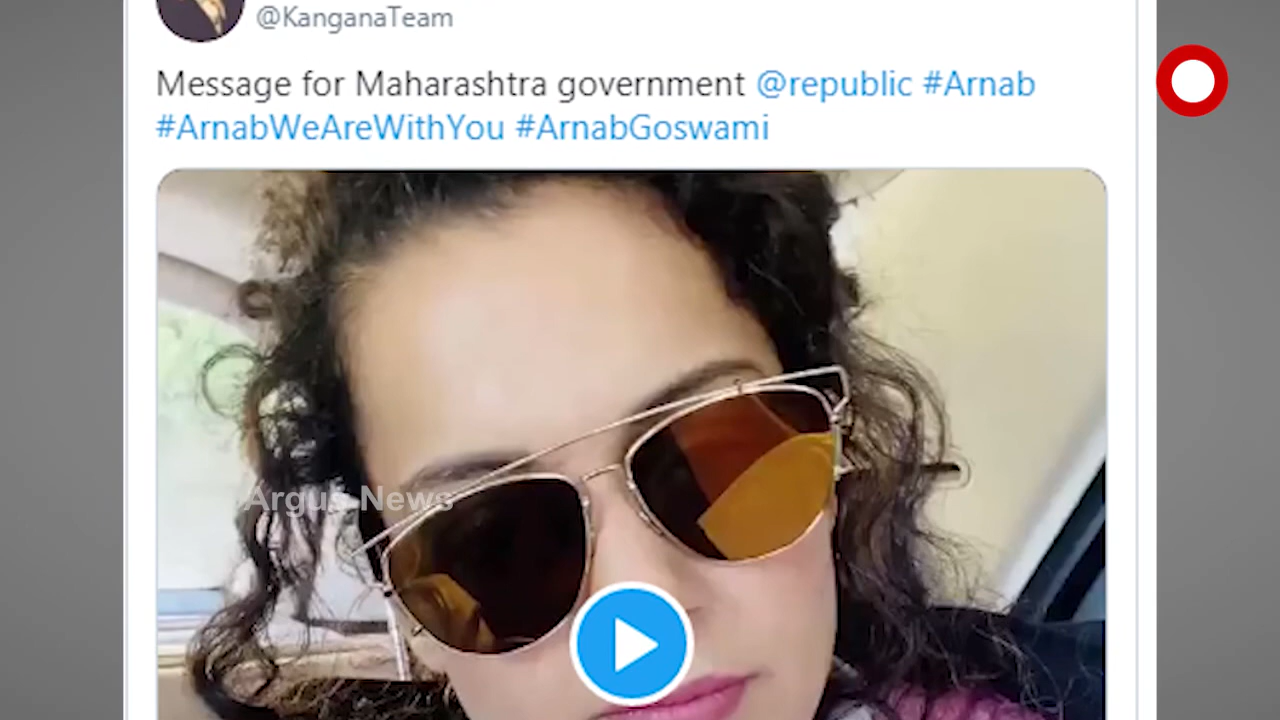 @KanganaTeam
Message for Maharashtra government @republic #Arnab
#ArnabWeAreWithYou #ArnabGoswami
Argus News